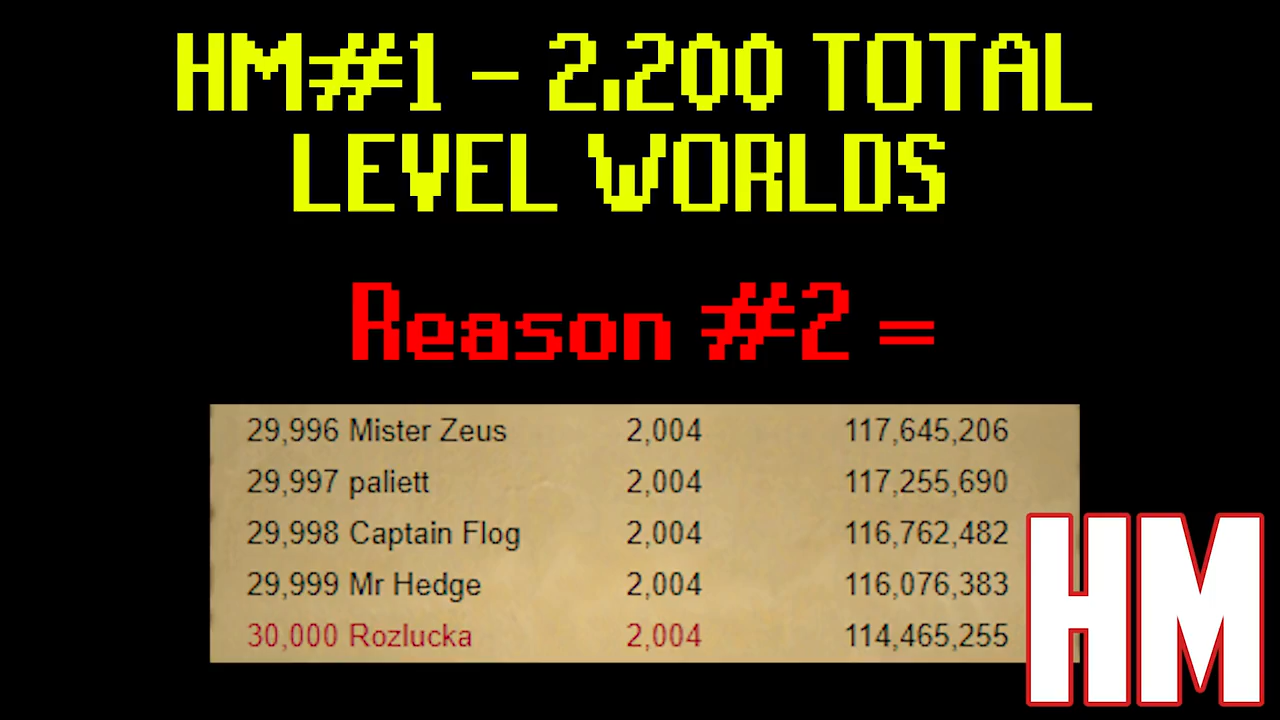 HM#1 - 2,200 TOTAL
LEVEL WORLDS
Reason #2 =
29,996 Mister Zeus 2,004 117,645,206
29,997 paliett 2,004 117,255,690
29,998 Captain Flog 2,004 116,762,482
29,999 Mr Hedge 2,004 116,076,383
30,000 Rozlucka 2,004 114,465,255
HM